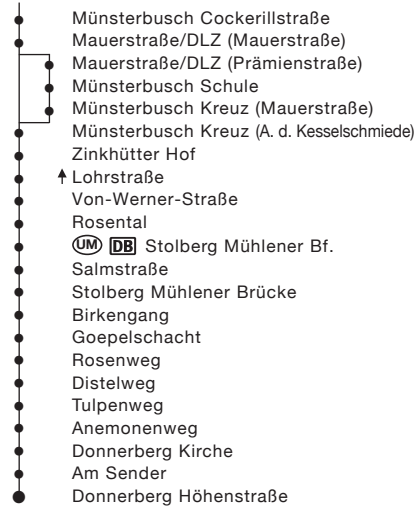 Münsterbusch Cockerillstraße
Mauerstraße/DLZ (Mauerstraße)
Mauerstraße/DLZ (Prämienstraße)
Münsterbusch Schule
Münsterbusch Kreuz (Mauerstraße)
Münsterbusch Kreuz (A. d. Kesselschmiede)
Zinkhütter Hof
Lohrstraße
Von-Werner-Straße
Rosental
UM DB Stolberg Mühlener Bf.
Salmstraße
Stolberg Mühlener Brücke
Birkengang
Goepelschacht
Rosenweg
Distelweg
Tulpenweg
Anemonenweg
Donnerberg Kirche
Am Sender
Donnerberg Höhenstraße